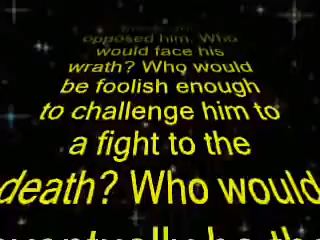 opposed him. Who
would face his
wrath? Who would
be foolish enough
to challenge him to
a fight to the
death? Who would